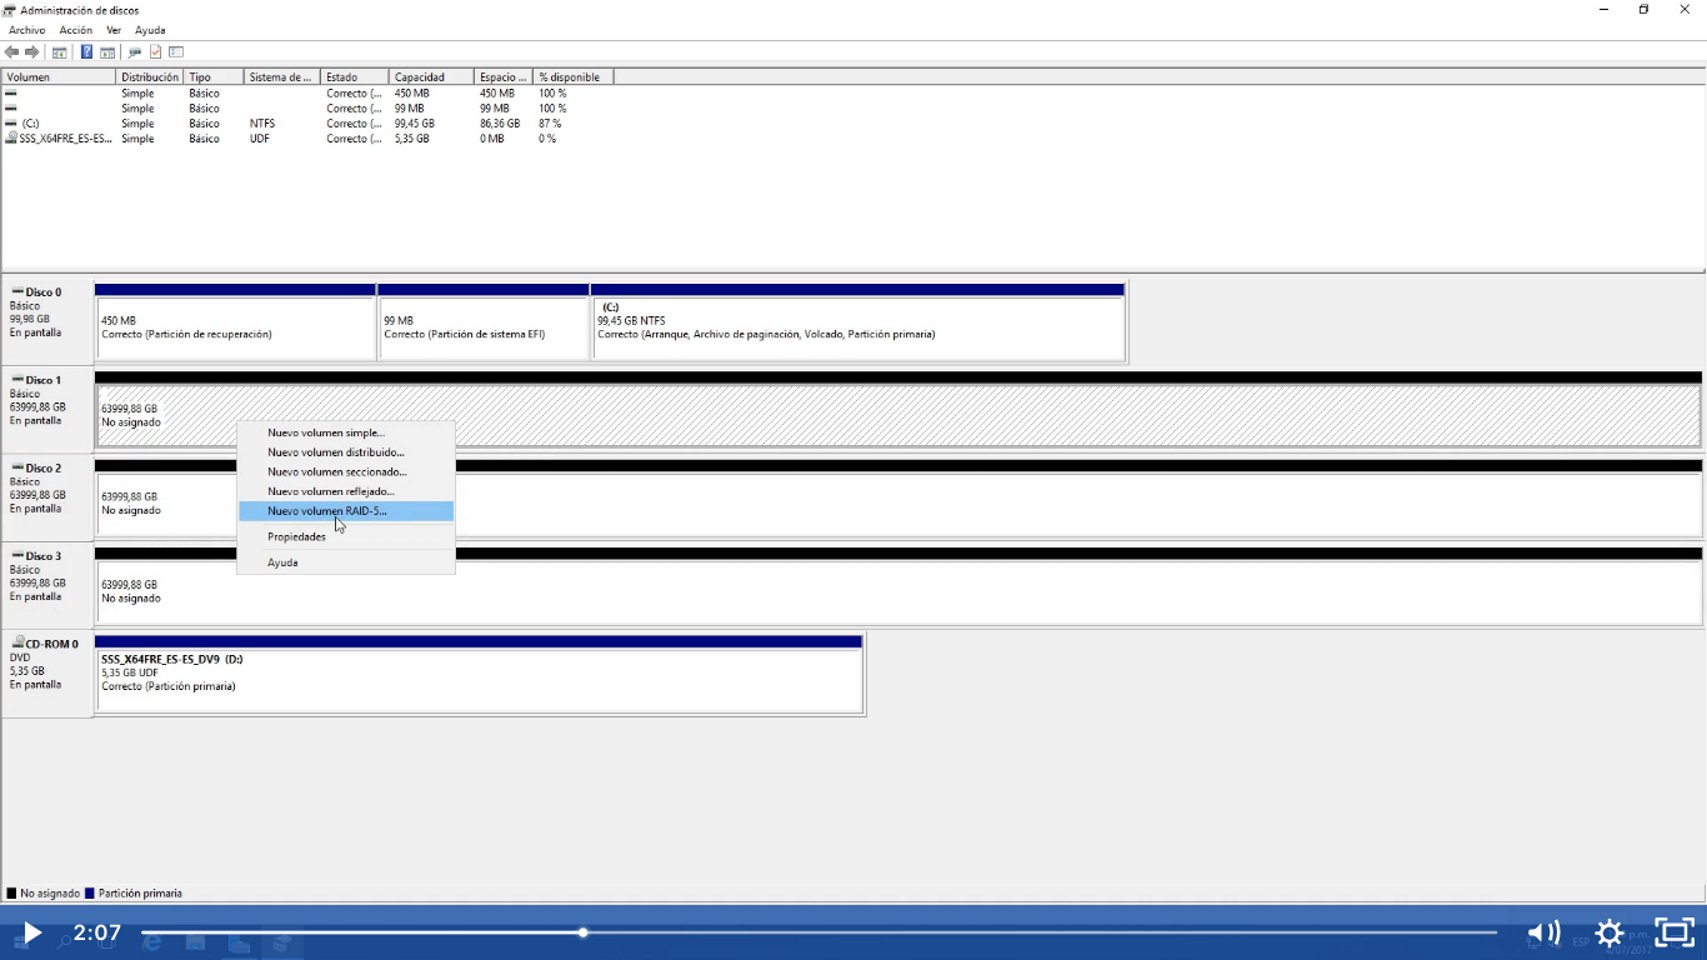 Administración de discos
Archivo Acción Ver Ayuda
Volumen Distribución Tipo Sistema de ... Estado Capacidad Espacio ... % disponible
Simple Básico Correcto (... 450 MB 450 MB 100 %
Simple Básico Correcto (... 99 MB 99 MB 100 %
(C:) Simple Básico NTFS Correcto (... 99,45 GB 86,36 GB 87 %
SSS_X64FRE_ES-ES... Simple Básico UDF Correcto (... 5,35 GB 0 MB 0 %
Disco 0
Básico
99,98 GB
En pantalla
450 MB
Correcto (Partición de recuperación)
99 MB
Correcto (Partición de sistema EFI)
(C:)
99,45 GB NTFS
Correcto (Arranque, Archivo de paginación, Volcado, Partición primaria)
Disco 1
Básico
63999,88 GB
En pantalla
63999,88 GB
No asignado
Nuevo volumen simple...
Nuevo volumen distribuido...
Nuevo volumen seccionado...
Nuevo volumen reflejado...
Nuevo volumen RAID-5...
Propiedades
Ayuda
Disco 2
Básico
63999,88 GB
En pantalla
63999,88 GB
No asignado
Disco 3
Básico
63999,88 GB
En pantalla
63999,88 GB
No asignado
CD-ROM 0
DVD
5,35 GB
En pantalla
SSS_X64FRE_ES-ES_DV9 (D:)
5,35 GB UDF
Correcto (Partición primaria)
No asignado Partición primaria
2:07
ESP
p.m.
/07/2017